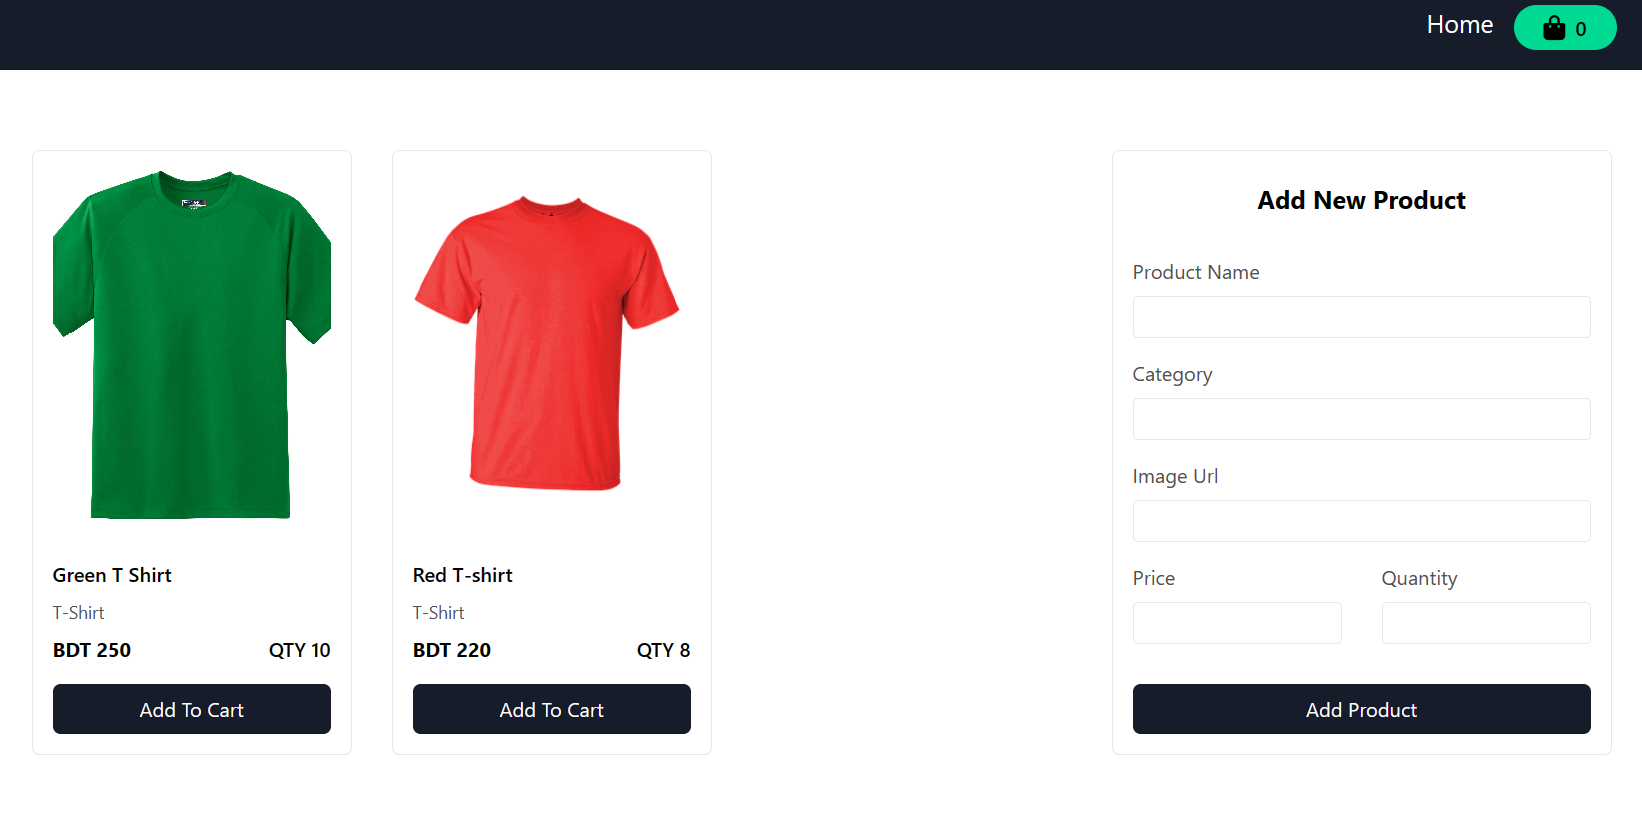 Home
0
Green T Shirt
T-Shirt
BDT 250
QTY 10
Add To Cart
Red T-shirt
T-Shirt
BDT 220
QTY 8
Add To Cart
Add New Product
Product Name
Category
Image Url
Price
Quantity
Add Product